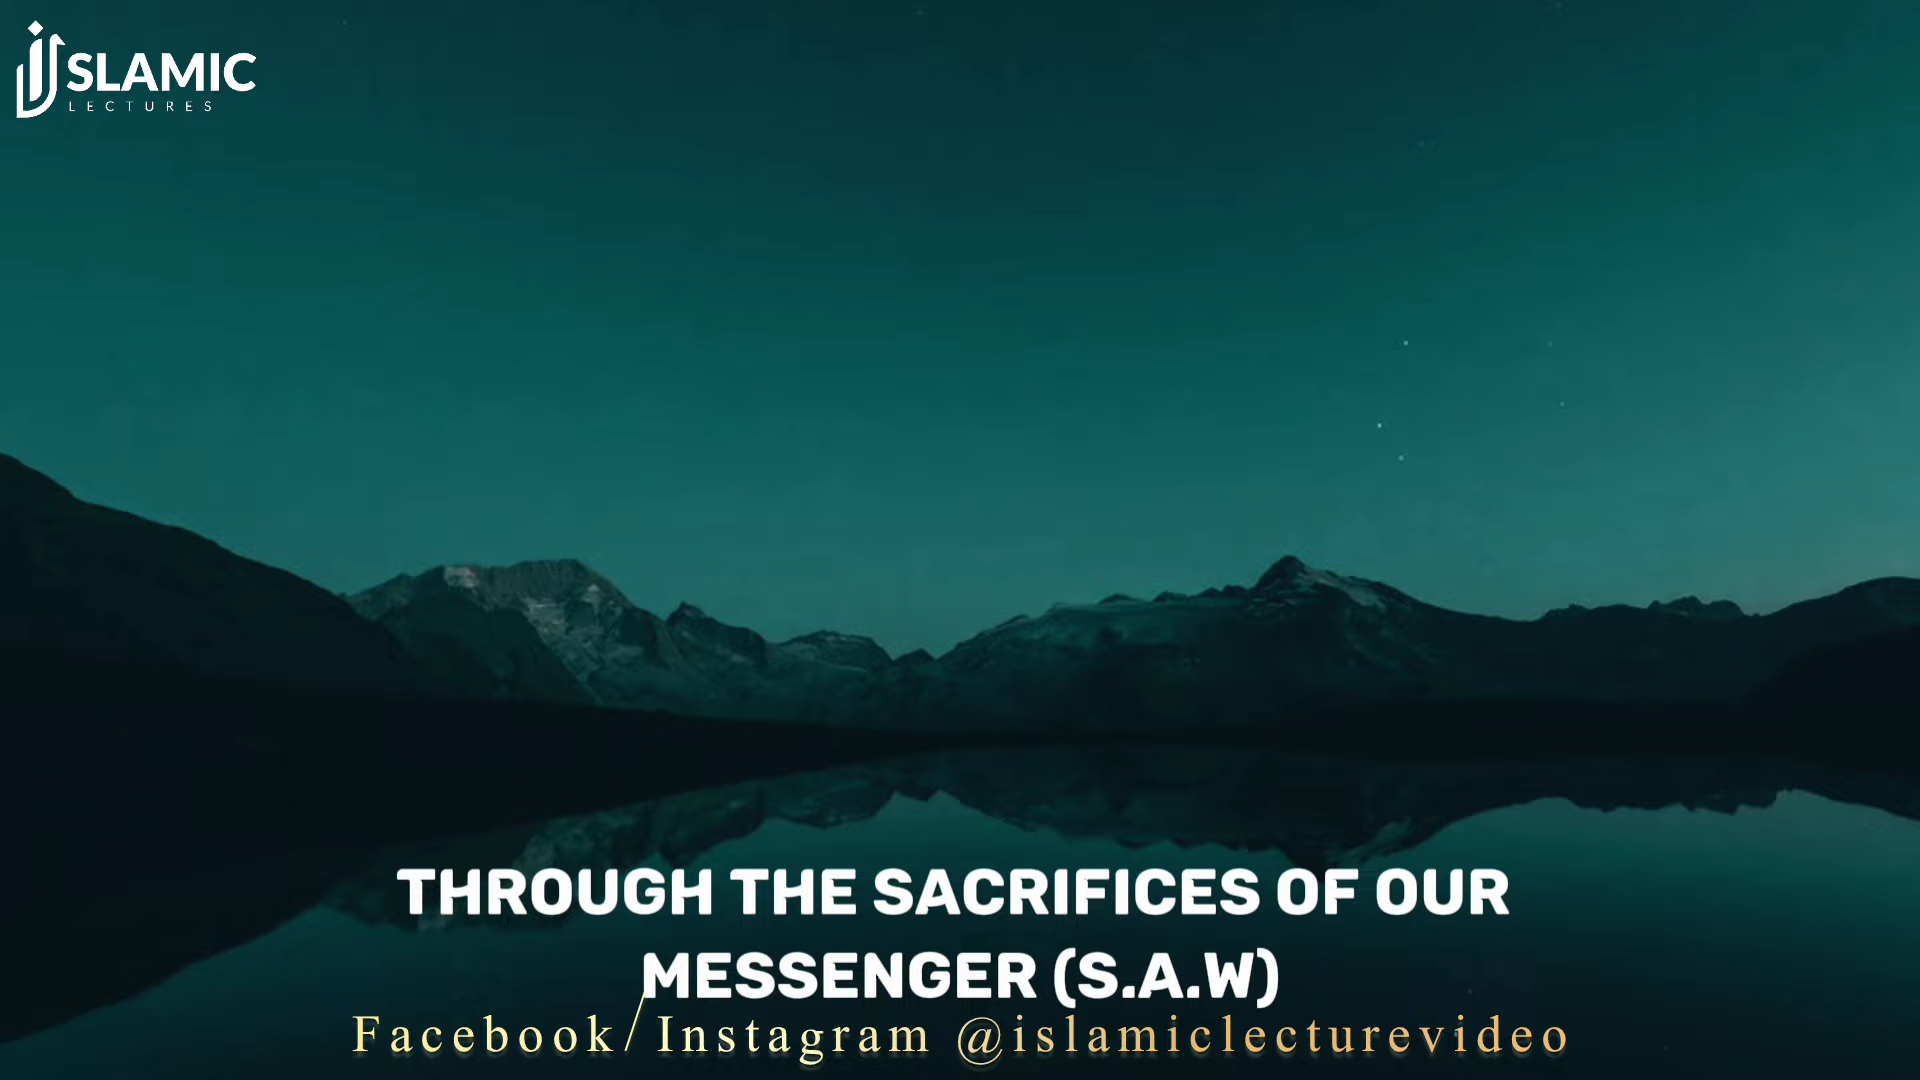 ISLAMIC
LECTURES
THROUGH THE SACRIFICES OF OUR
MESSENGER (S.A.W)
Facebook/Instagram @islamiclecturevideo